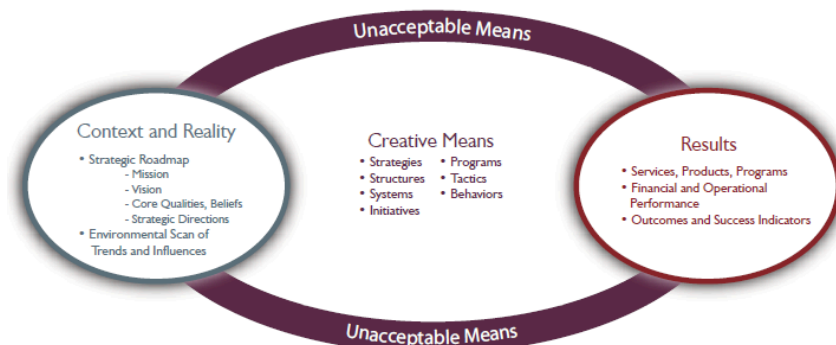 Unacceptable Means
Context and Reality
• Strategic Roadmap
- Mission
- Vision
- Core Qualities, Beliefs
- Strategic Directions
• Environmental Scan of
Trends and Influences
Creative Means
• Strategies
• Structures
• Systems
• Initiatives
• Programs
• Tactics
• Behaviors
Results
• Services, Products, Programs
• Financial and Operational
Performance
• Outcomes and Success Indicators
Unacceptable Means